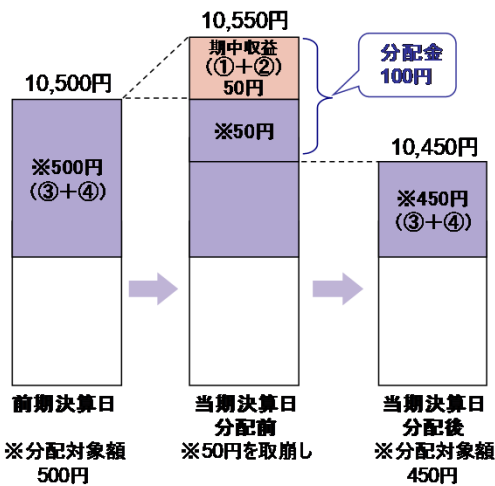 10,550円
10,500円
期中収益
(①+②)
50円
分配金
100円
※50円
※500円
(③+④)
10,450円
※450円
(③+④)
前期決算日
※分配対象額
500円
当期決算日
分配前
※50円を取崩し
当期決算日
分配後
※分配対象額
450円